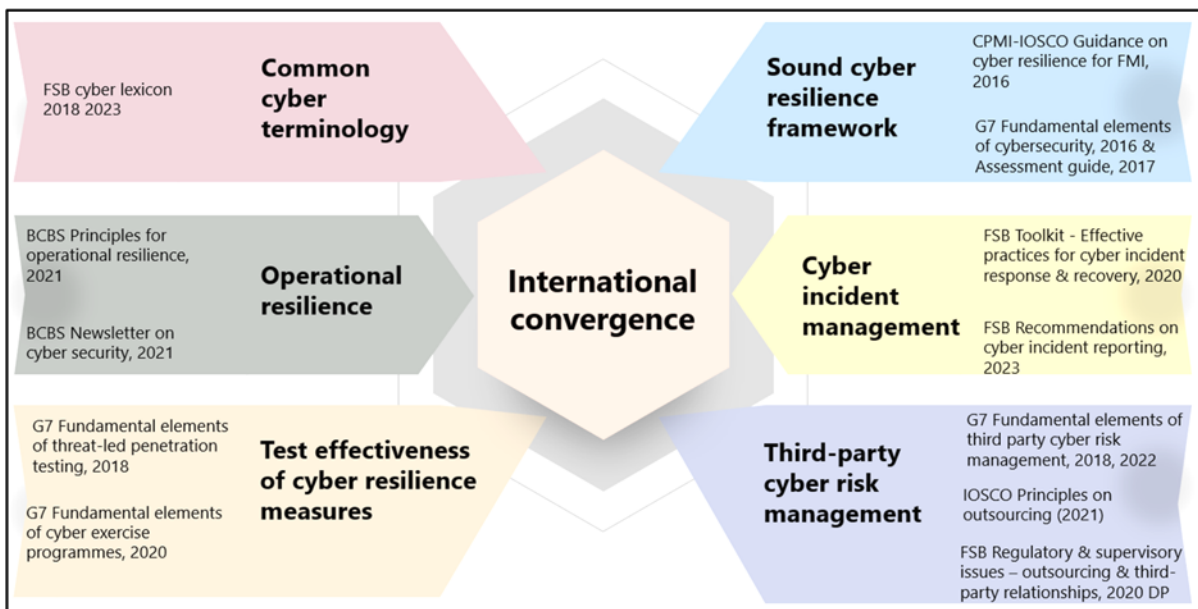 FSB cyber lexicon
2018 2023
Common
cyber
terminology
Sound cyber
resilience
framework
CPMI-IOSCO Guidance on
cyber resilience for FMI,
2016
G7 Fundamental elements
of cybersecurity, 2016 &
Assessment guide, 2017
BCBS Principles for
operational resilience,
2021
BCBS Newsletter on
cyber security, 2021
Operational
resilience
International
convergence
Cyber
incident
management
FSB Toolkit - Effective
practices for cyber incident
response & recovery, 2020
FSB Recommendations on
cyber incident reporting,
2023
G7 Fundamental elements
of threat-led penetration
testing, 2018
G7 Fundamental elements
of cyber exercise
programmes, 2020
Test effectiveness
of cyber resilience
measures
Third-party
cyber risk
management
G7 Fundamental elements of
third party cyber risk
management, 2018, 2022
IOSCO Principles on
outsourcing (2021)
FSB Regulatory & supervisory
issues – outsourcing & third-
party relationships, 2020 DP